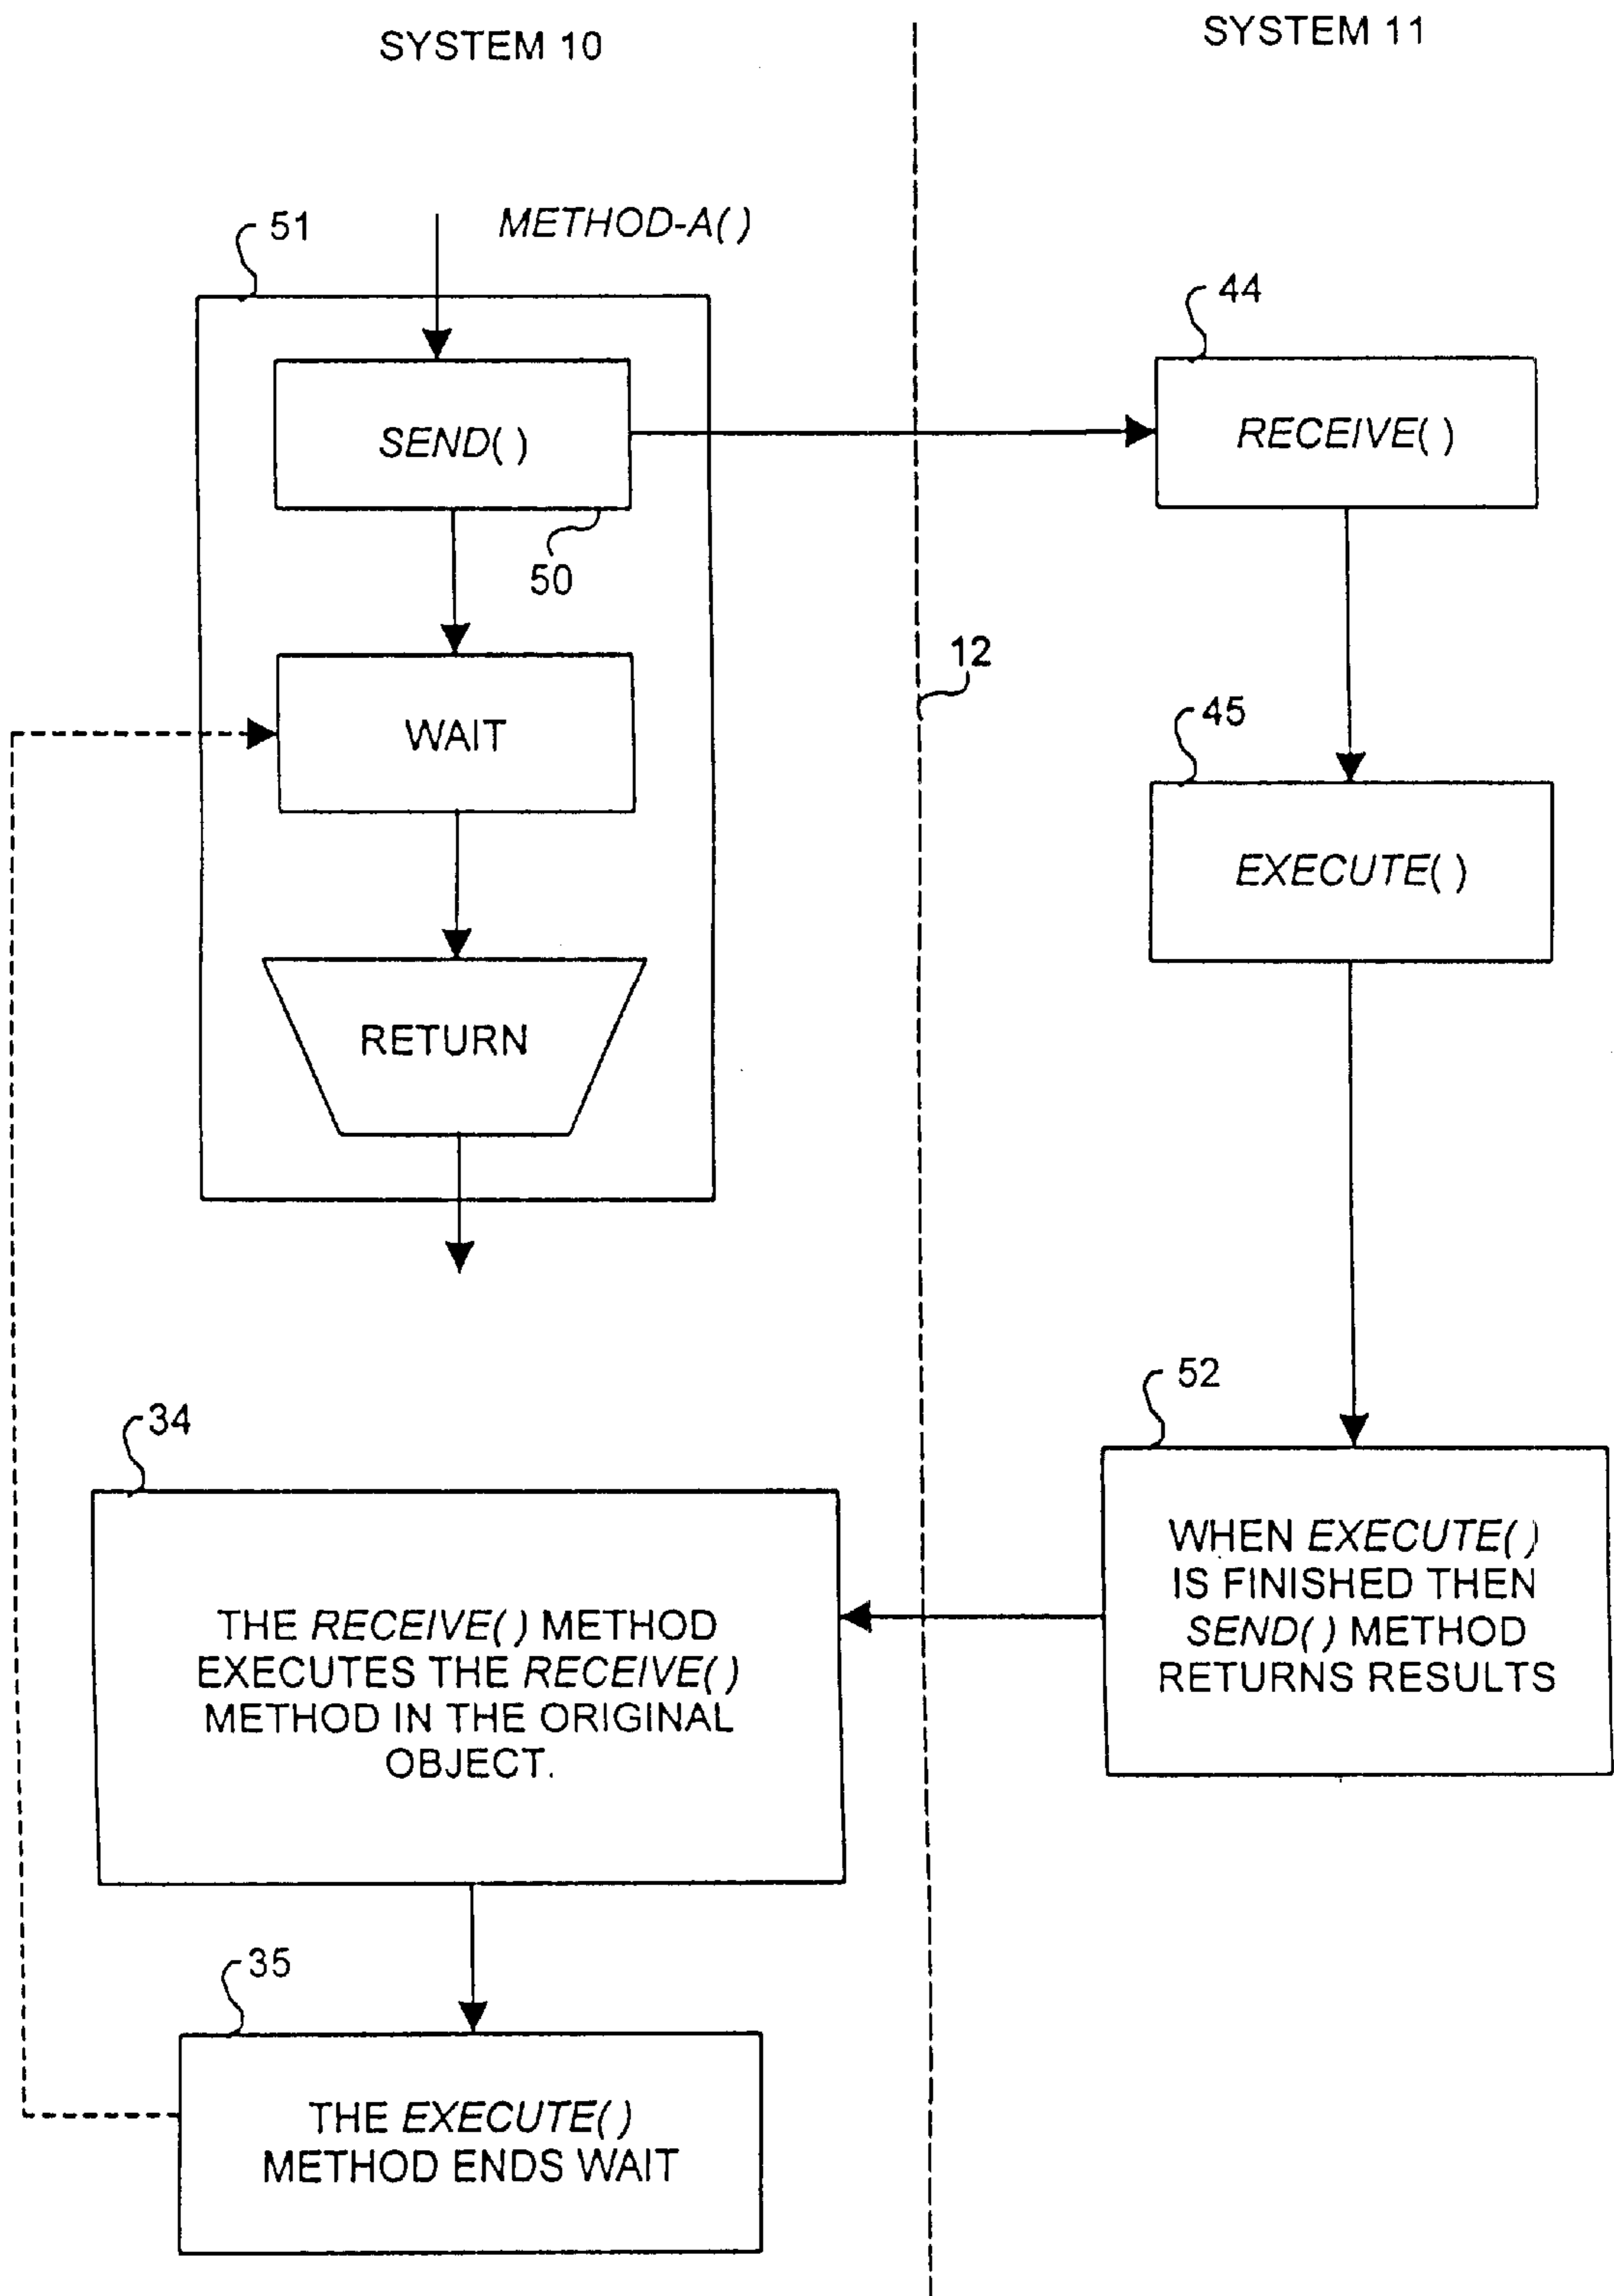 SYSTEM 10
SYSTEM 11
51
METHOD-A()
44
SEND()
RECEIVE()
50
12
WAIT
45
EXECUTE()
RETURN
52
34
WHEN EXECUTE()
IS FINISHED THEN
SEND() METHOD
RETURNS RESULTS
THE RECEIVE() METHOD
EXECUTES THE RECEIVE()
METHOD IN THE ORIGINAL
OBJECT.
35
THE EXECUTE()
METHOD ENDS WAIT